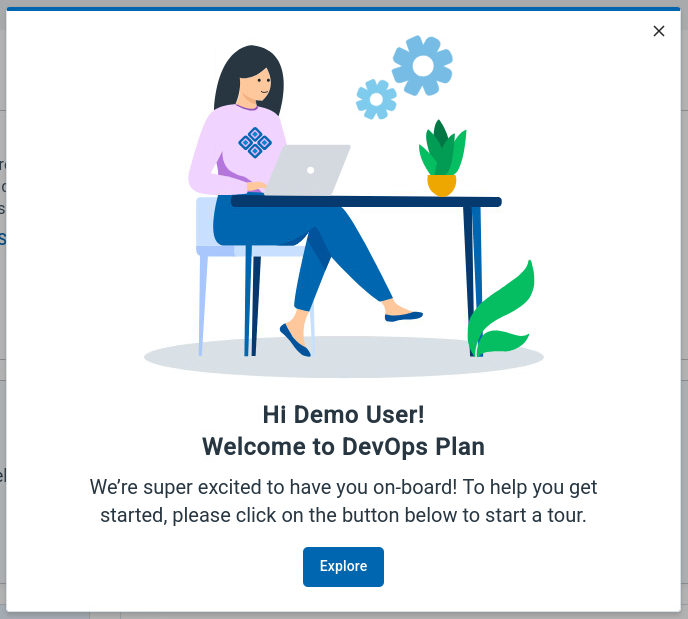 Hi Demo User!
Welcome to DevOps Plan
We’re super excited to have you on-board! To help you get
started, please click on the button below to start a tour.
Explore